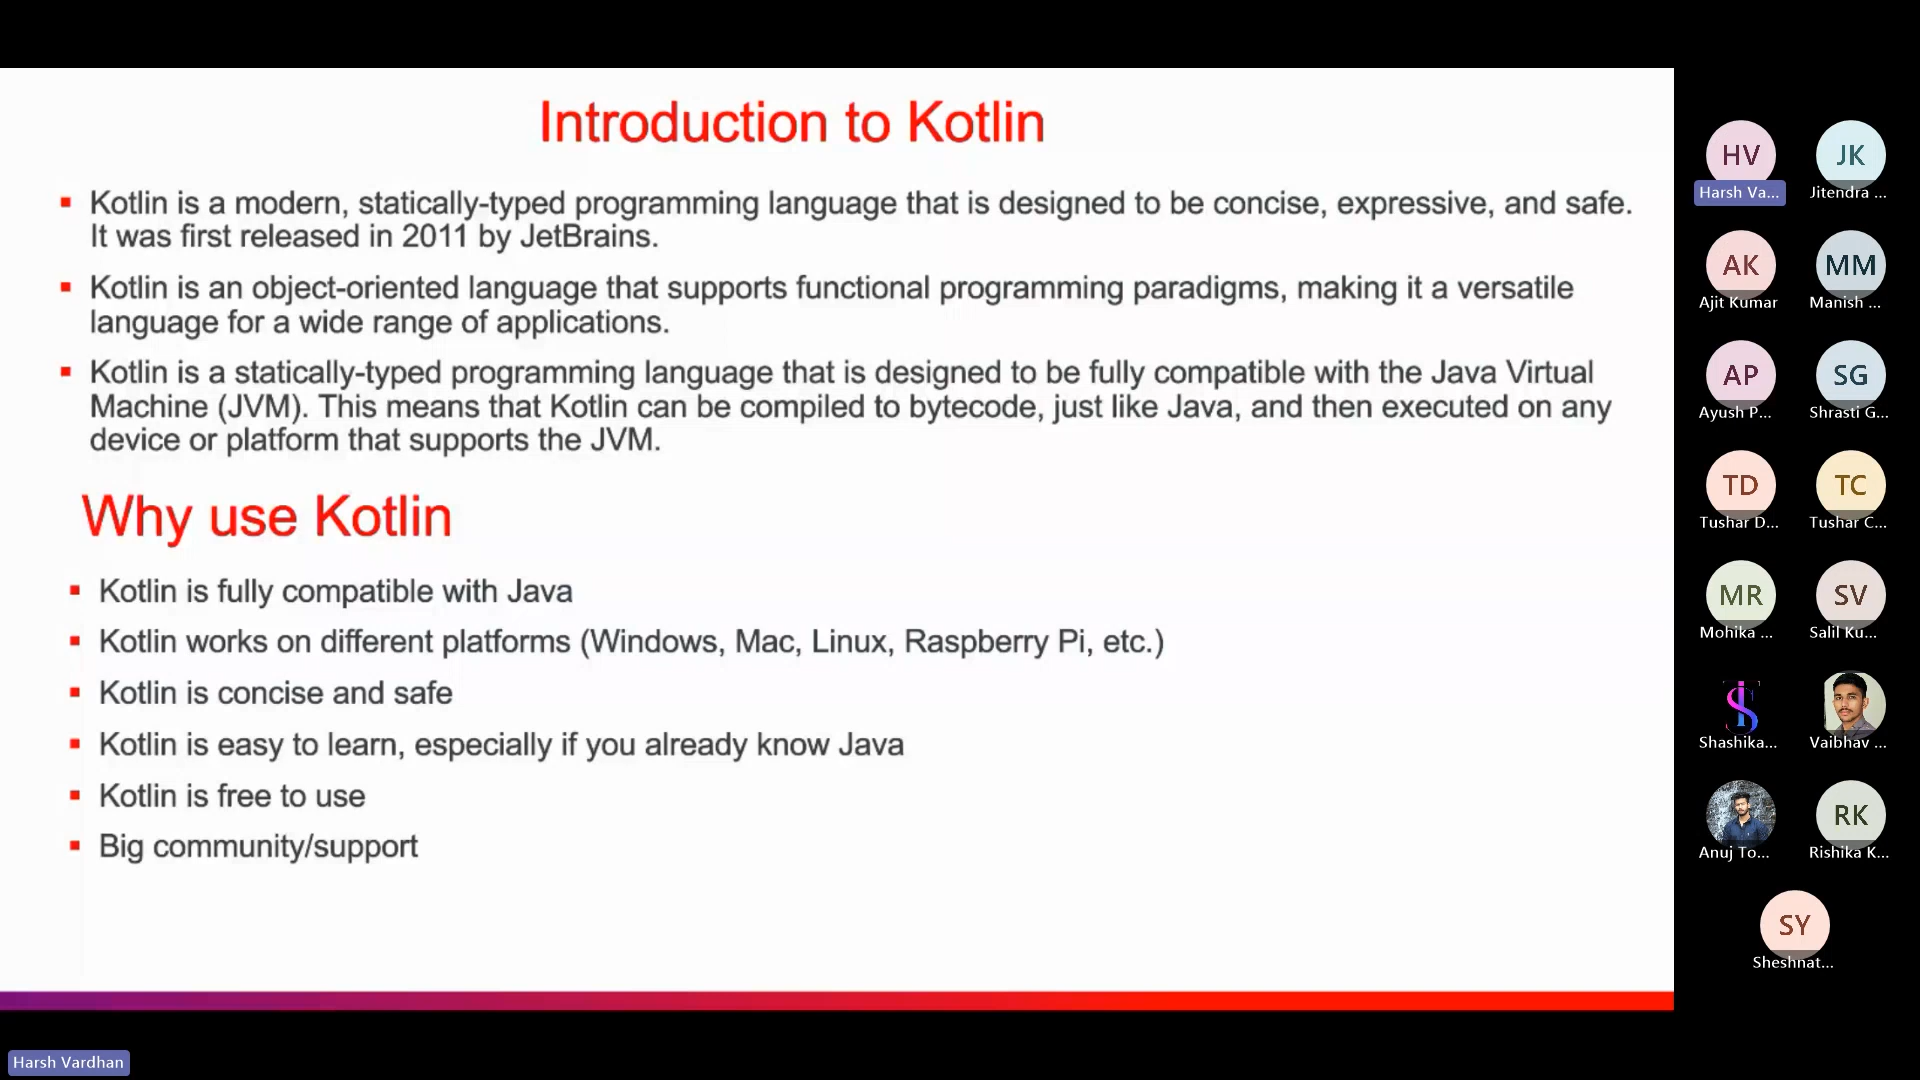 Introduction to Kotlin
▪ Kotlin is a modern, statically-typed programming language that is designed to be concise, expressive, and safe.
It was first released in 2011 by JetBrains.
▪ Kotlin is an object-oriented language that supports functional programming paradigms, making it a versatile
language for a wide range of applications.
▪ Kotlin is a statically-typed programming language that is designed to be fully compatible with the Java Virtual
Machine (JVM). This means that Kotlin can be compiled to bytecode, just like Java, and then executed on any
device or platform that supports the JVM.
Why use Kotlin
▪ Kotlin is fully compatible with Java
▪ Kotlin works on different platforms (Windows, Mac, Linux, Raspberry Pi, etc.)
▪ Kotlin is concise and safe
▪ Kotlin is easy to learn, especially if you already know Java
▪ Kotlin is free to use
▪ Big community/support
HV JK
Harsh Va... Jitendra ...
AK MM
Ajit Kumar Manish ...
AP SG
Ayush P... Shrasti G...
TD TC
Tushar D... Tushar C...
MR SV
Mohika ... Salil Ku...
Shashika... Vaibhav ...
RK
Anuj To... Rishika K...
SY
Sheshnat...
Harsh Vardhan